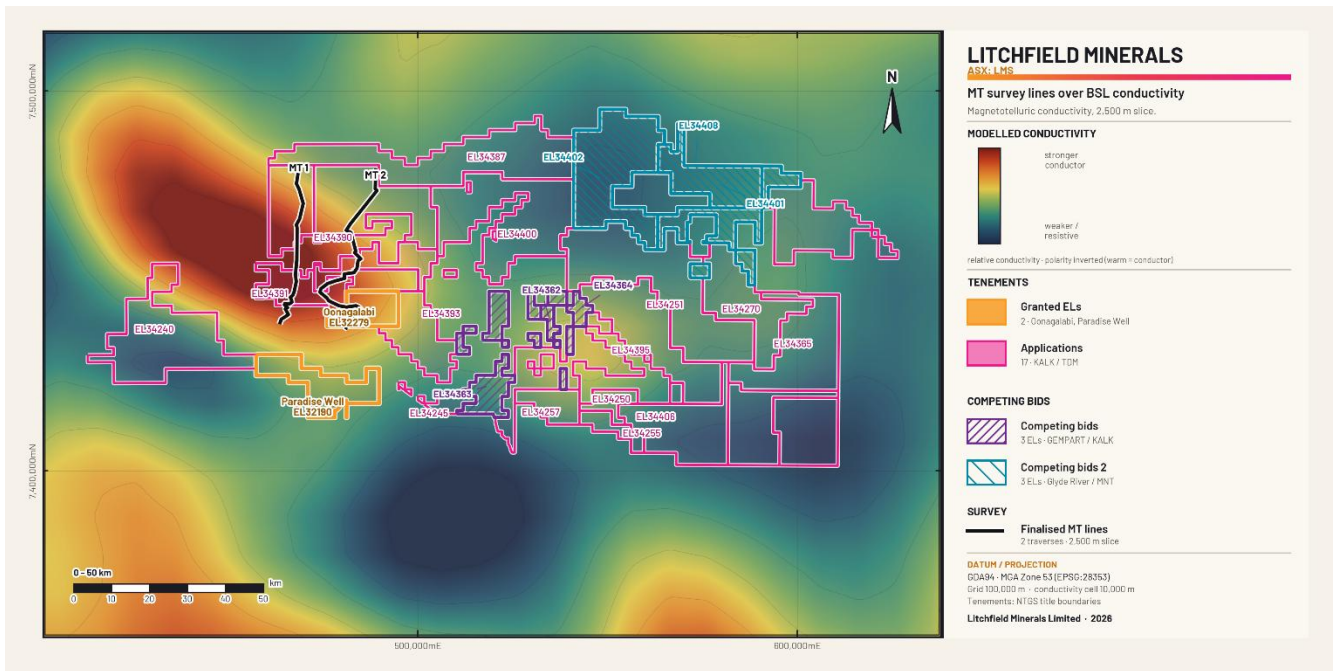 LITCHFIELD MINERALS
ASX: LMS
MT survey lines over BSL conductivity
Magnetotelluric conductivity, 2,500 m slice.
MODELLED CONDUCTIVITY
stronger
conductor
weaker /
resistive
relative conductivity · polarity inverted (warm = conductor)
TENEMENTS
Granted ELs
2 · Oonagalabi, Paradise Well
Applications
17 · KALK / TOM
COMPETING BIDS
Competing bids
3 ELs · GEMPART / KALK
Competing bids 2
3 ELs · Glyde River / MNT
SURVEY
Finalised MT lines
2 traverses · 2,500 m slice
DATUM / PROJECTION
GDA94 · MGA Zone 53 (EPSG:28353)
Grid 100,000 m · conductivity cell 10,000 m
Tenements: NTGS title boundaries
Litchfield Minerals Limited · 2026
N
7,500,000mN
7,400,000mN
500,000mE
600,000mE
EL34408
EL34387
EL34402
MT 1
MT 2
EL34401
EL34390
EL34400
EL34391
EL34362
EL34364
EL34251
EL34270
Oonagalabi
EL32279
EL34393
EL34240
EL34365
EL34395
EL34363
Paradise Well
EL32190
EL34245
EL34257
EL34250
EL34406
EL34255
0 – 50 km
km
0 10 20 30 40 50